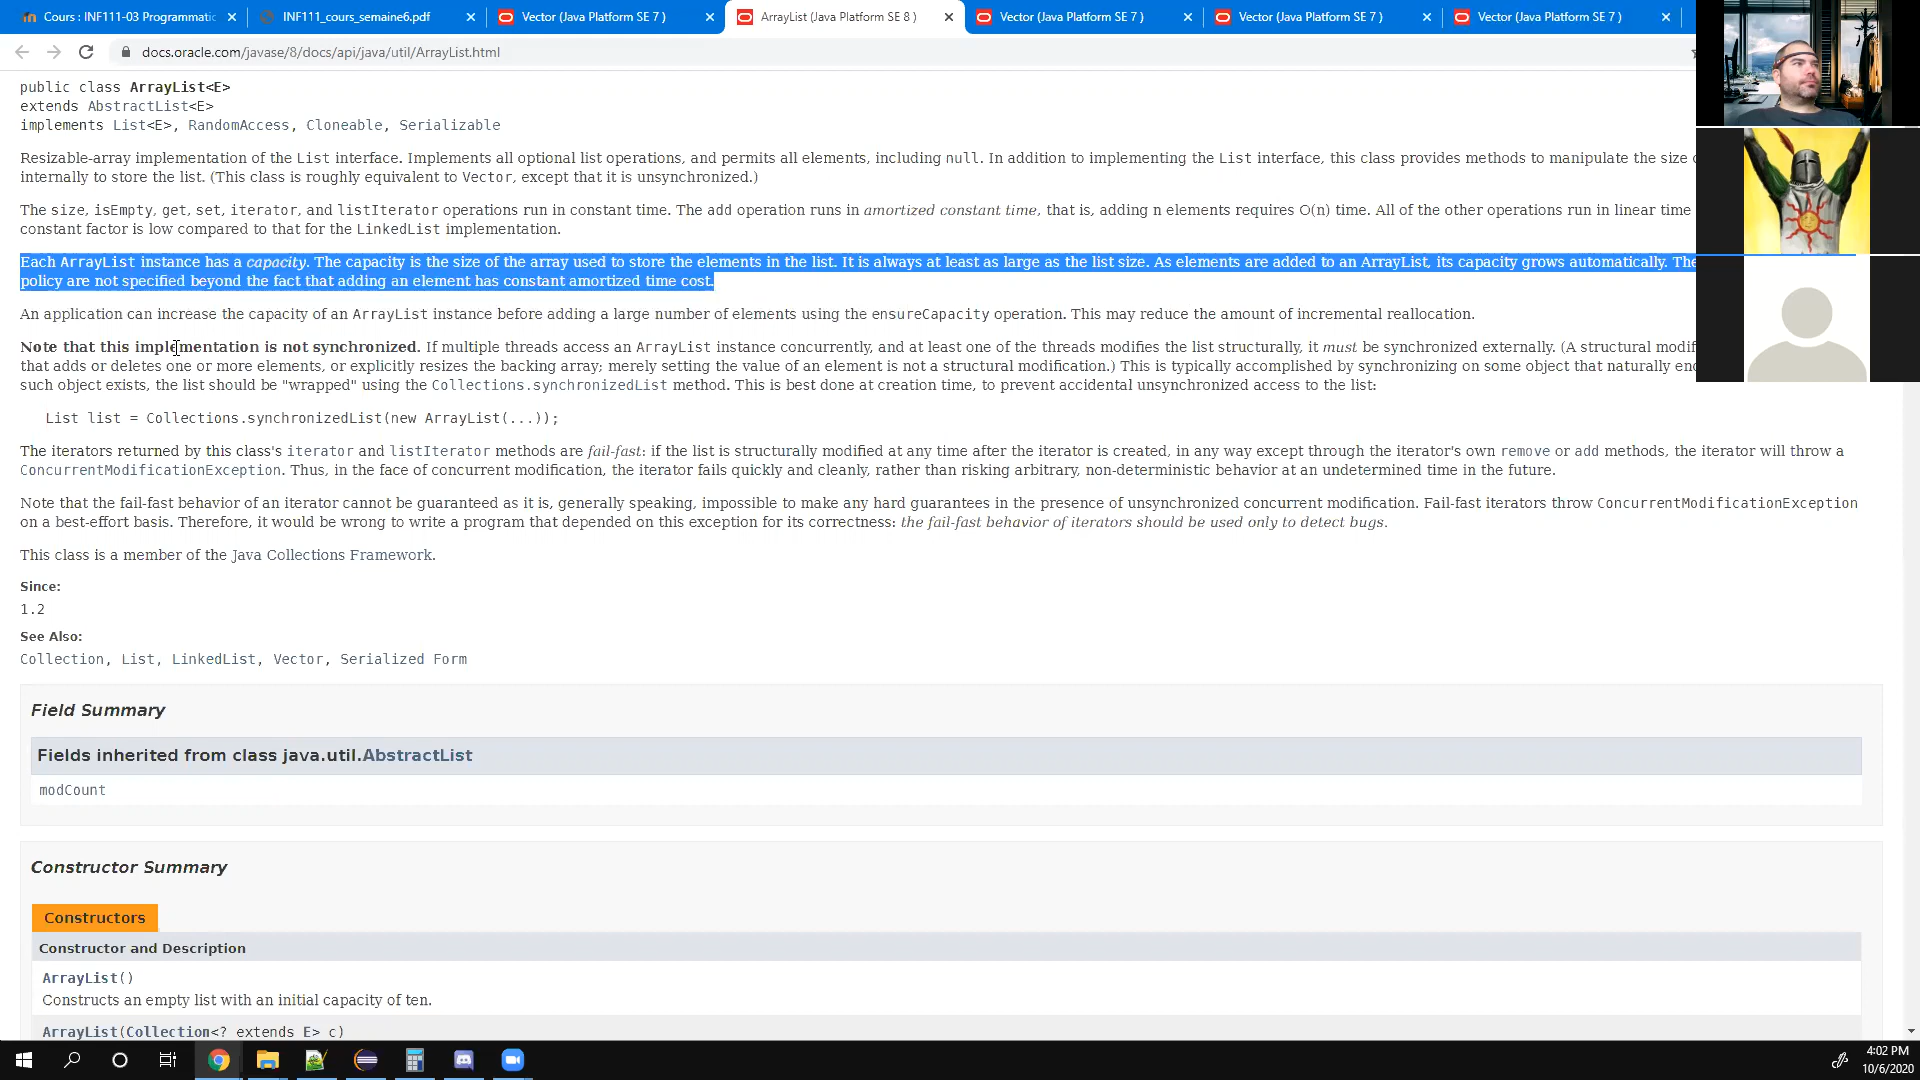 Cours : INF111-03 Programmatic
INF111_cours_semaine6.pdf
Vector (Java Platform SE 7 )
ArrayList (Java Platform SE 8 )
Vector (Java Platform SE 7 )
Vector (Java Platform SE 7 )
Vector (Java Platform SE 7 )
docs.oracle.com/javase/8/docs/api/java/util/ArrayList.html
public class ArrayList<E>
extends AbstractList<E>
implements List<E>, RandomAccess, Cloneable, Serializable
Resizable-array implementation of the List interface. Implements all optional list operations, and permits all elements, including null. In addition to implementing the List interface, this class provides methods to manipulate the size
internally to store the list. (This class is roughly equivalent to Vector, except that it is unsynchronized.)
The size, isEmpty, get, set, iterator, and listIterator operations run in constant time. The add operation runs in amortized constant time, that is, adding n elements requires O(n) time. All of the other operations run in linear time
constant factor is low compared to that for the LinkedList implementation.
Each ArrayList instance has a capacity. The capacity is the size of the array used to store the elements in the list. It is always at least as large as the list size. As elements are added to an ArrayList, its capacity grows automatically. The
policy are not specified beyond the fact that adding an element has constant amortized time cost.
An application can increase the capacity of an ArrayList instance before adding a large number of elements using the ensureCapacity operation. This may reduce the amount of incremental reallocation.
Note that this implementation is not synchronized. If multiple threads access an ArrayList instance concurrently, and at least one of the threads modifies the list structurally, it must be synchronized externally. (A structural modif
that adds or deletes one or more elements, or explicitly resizes the backing array; merely setting the value of an element is not a structural modification.) This is typically accomplished by synchronizing on some object that naturally en
such object exists, the list should be "wrapped" using the Collections.synchronizedList method. This is best done at creation time, to prevent accidental unsynchronized access to the list:
List list = Collections.synchronizedList(new ArrayList(...));
The iterators returned by this class's iterator and listIterator methods are fail-fast: if the list is structurally modified at any time after the iterator is created, in any way except through the iterator's own remove or add methods, the iterator will throw a
ConcurrentModificationException. Thus, in the face of concurrent modification, the iterator fails quickly and cleanly, rather than risking arbitrary, non-deterministic behavior at an undetermined time in the future.
Note that the fail-fast behavior of an iterator cannot be guaranteed as it is, generally speaking, impossible to make any hard guarantees in the presence of unsynchronized concurrent modification. Fail-fast iterators throw ConcurrentModificationException
on a best-effort basis. Therefore, it would be wrong to write a program that depended on this exception for its correctness: the fail-fast behavior of iterators should be used only to detect bugs.
This class is a member of the Java Collections Framework.
Since:
1.2
See Also:
Collection, List, LinkedList, Vector, Serialized Form
Field Summary
Fields inherited from class java.util.AbstractList
modCount
Constructor Summary
Constructors
Constructor and Description
ArrayList()
Constructs an empty list with an initial capacity of ten.
ArrayList(Collection<? extends E> c)
4:02 PM
10/6/2020